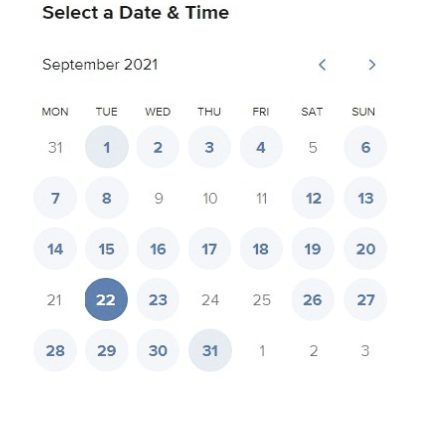 Select a Date & Time
September 2021
MON TUE WED THU FRI SAT SUN
31 1 2 3 4 5 6
7 8 9 10 11 12 13
14 15 16 17 18 19 20
21 22 23 24 25 26 27
28 29 30 31 1 2 3